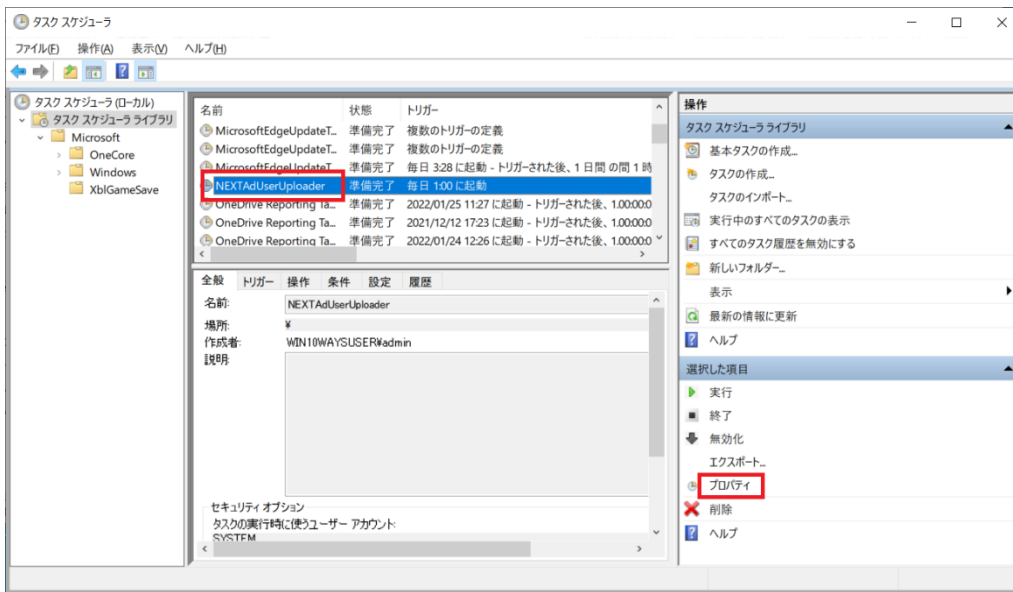 タスク スケジューラ
ファイル(F) 操作(A) 表示(V) ヘルプ(H)
タスク スケジューラ (ローカル)
タスク スケジューラ ライブラリ
Microsoft
OneCore
Windows
XblGameSave
名前 状態 トリガー
MicrosoftEdgeUpdateT... 準備完了 複数のトリガーの定義
MicrosoftEdgeUpdateT... 準備完了 複数のトリガーの定義
MicrosoftEdgeUpdateT... 準備完了 毎日 3:28 に起動 - トリガーされた後、1 日間 の間 1 時
NEXTAdUserUploader 準備完了 毎日 1:00 に起動
OneDrive Reporting Ta... 準備完了 2022/01/25 11:27 に起動 - トリガーされた後、1.00:00:0
OneDrive Reporting Ta... 準備完了 2021/12/12 17:23 に起動 - トリガーされた後、1.00:00:0
OneDrive Reporting Ta... 準備完了 2022/01/24 12:26 に起動 - トリガーされた後、1.00:00:0
全般 トリガー 操作 条件 設定 履歴
名前: NEXTAdUserUploader
場所: ¥
作成者: WIN10WAYSUSER¥admin
説明:
セキュリティ オプション
タスクの実行時に使うユーザー アカウント:
SYSTEM
操作
タスク スケジューラ ライブラリ
基本タスクの作成...
タスクの作成...
タスクのインポート...
実行中のすべてのタスクの表示
すべてのタスク履歴を無効にする
新しいフォルダー...
表示
最新の情報に更新
ヘルプ
選択した項目
実行
終了
無効化
エクスポート...
プロパティ
削除
ヘルプ